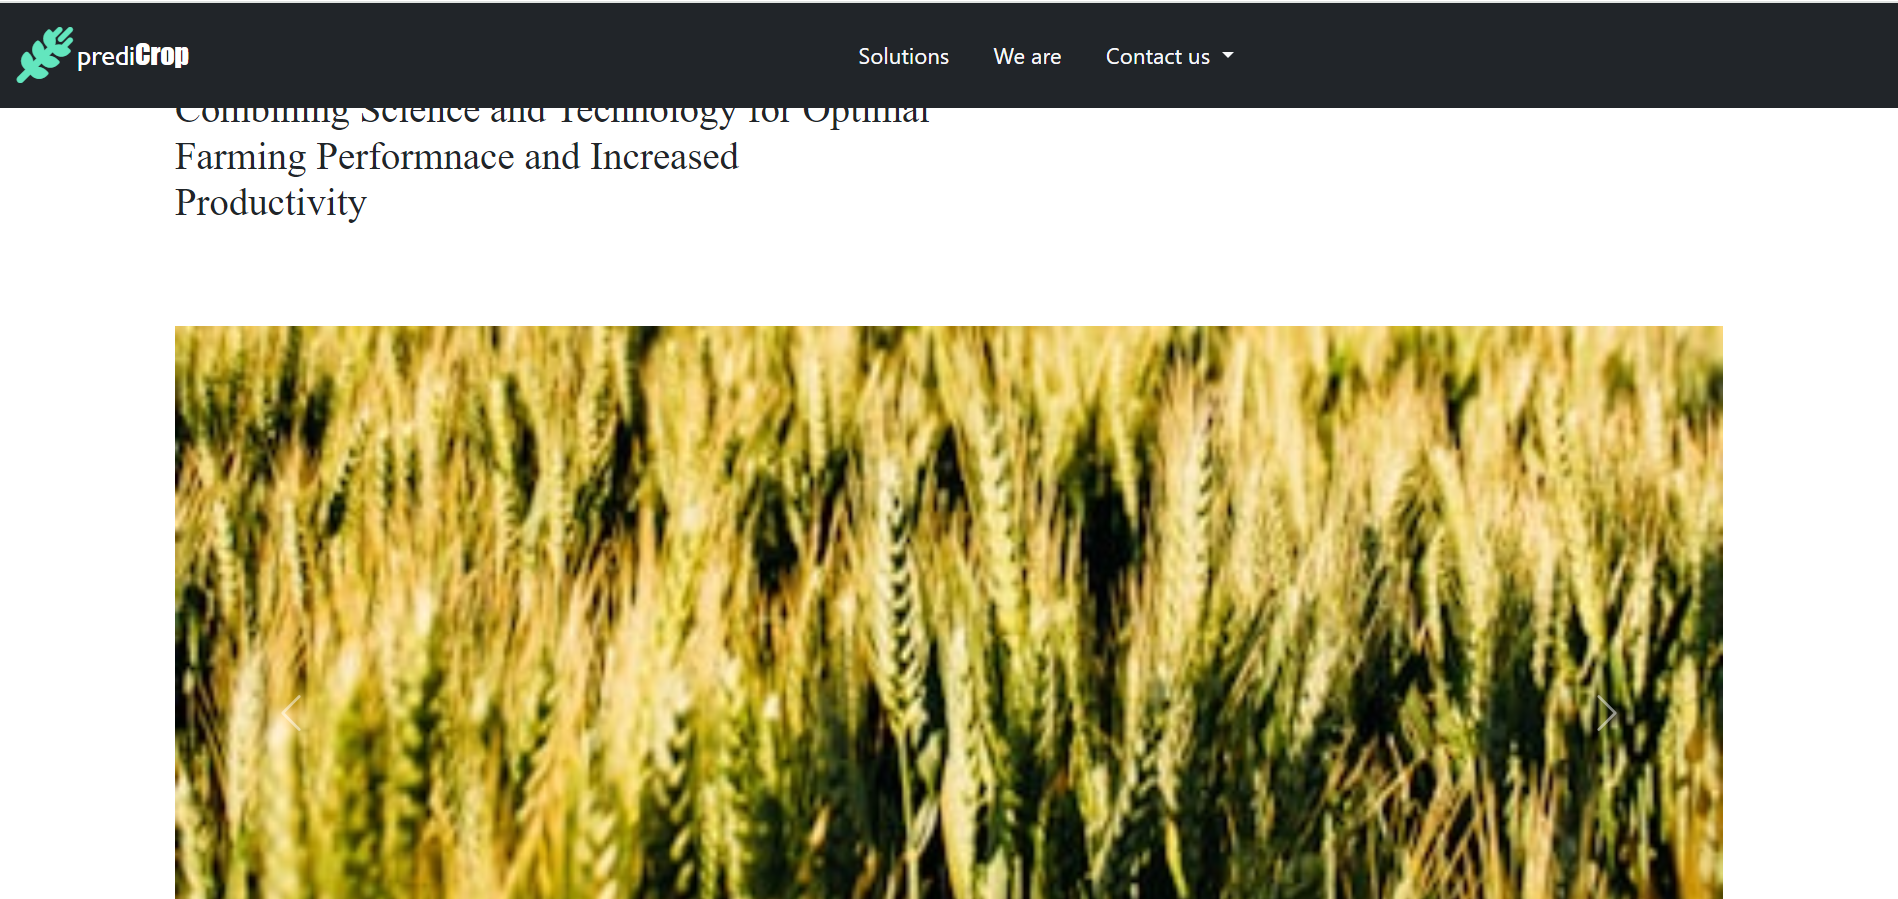 prediCrop
Solutions We are Contact us
Combining Science and Technology for Optimal
Farming Performnace and Increased
Productivity